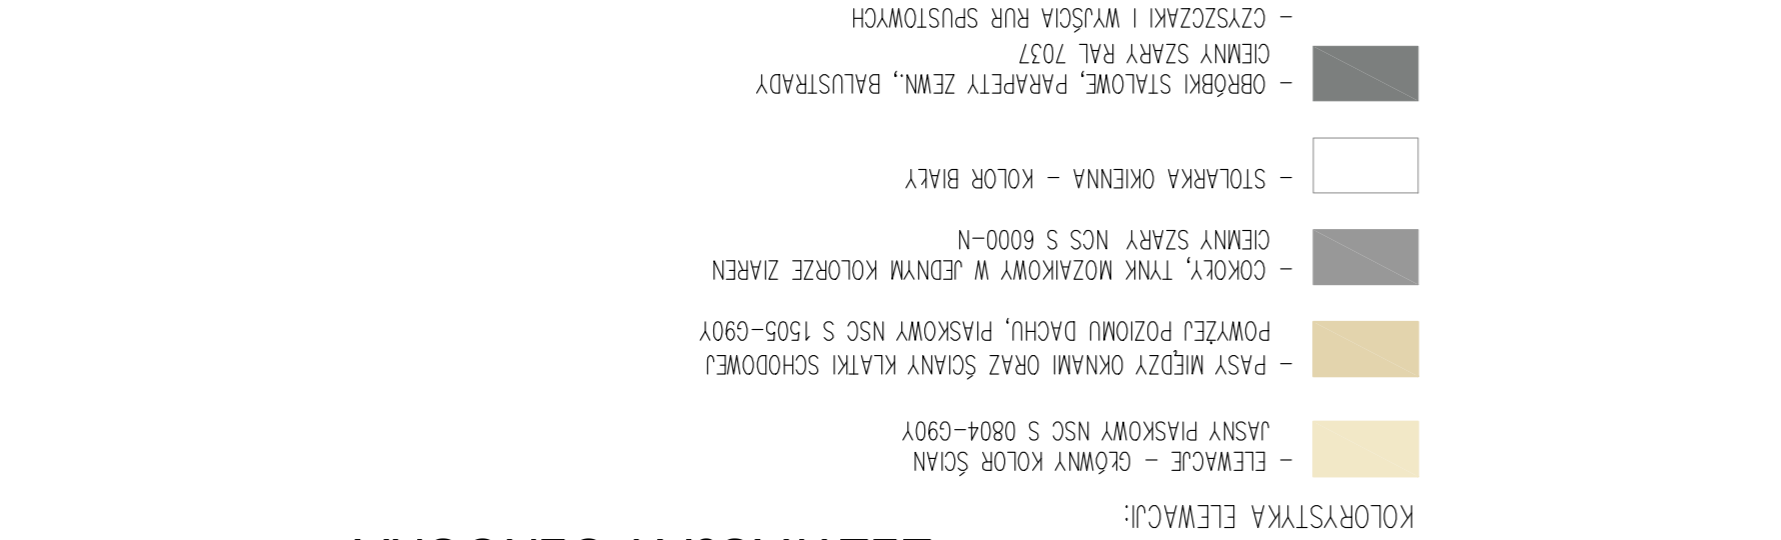 KOLORYSTYKA ELEWACJI:
- ELEWACJE - GŁÓWNY KOLOR ŚCIAN
JASNY PIASKOWY NSC S 0804-G90Y
- PASY MIĘDZY OKNAMI ORAZ ŚCIANY KLATKI SCHODOWEJ
POWYŻEJ POZIOMU DACHU, PIASKOWY NSC S 1505-G90Y
- COKOŁY, TYNK MOZAIKOWY W JEDNYM KOLORZE ZIAREN
CIEMNY SZARY NCS S 6000-N
- STOLARKA OKIENNA - KOLOR BIAŁY
- OBRÓBKI STALOWE, PARAPETY ZEWN., BALUSTRADY
CIEMNY SZARY RAL 7037
- CZYSZCZAKI I WYJŚCIA RUR SPUSTOWYCH